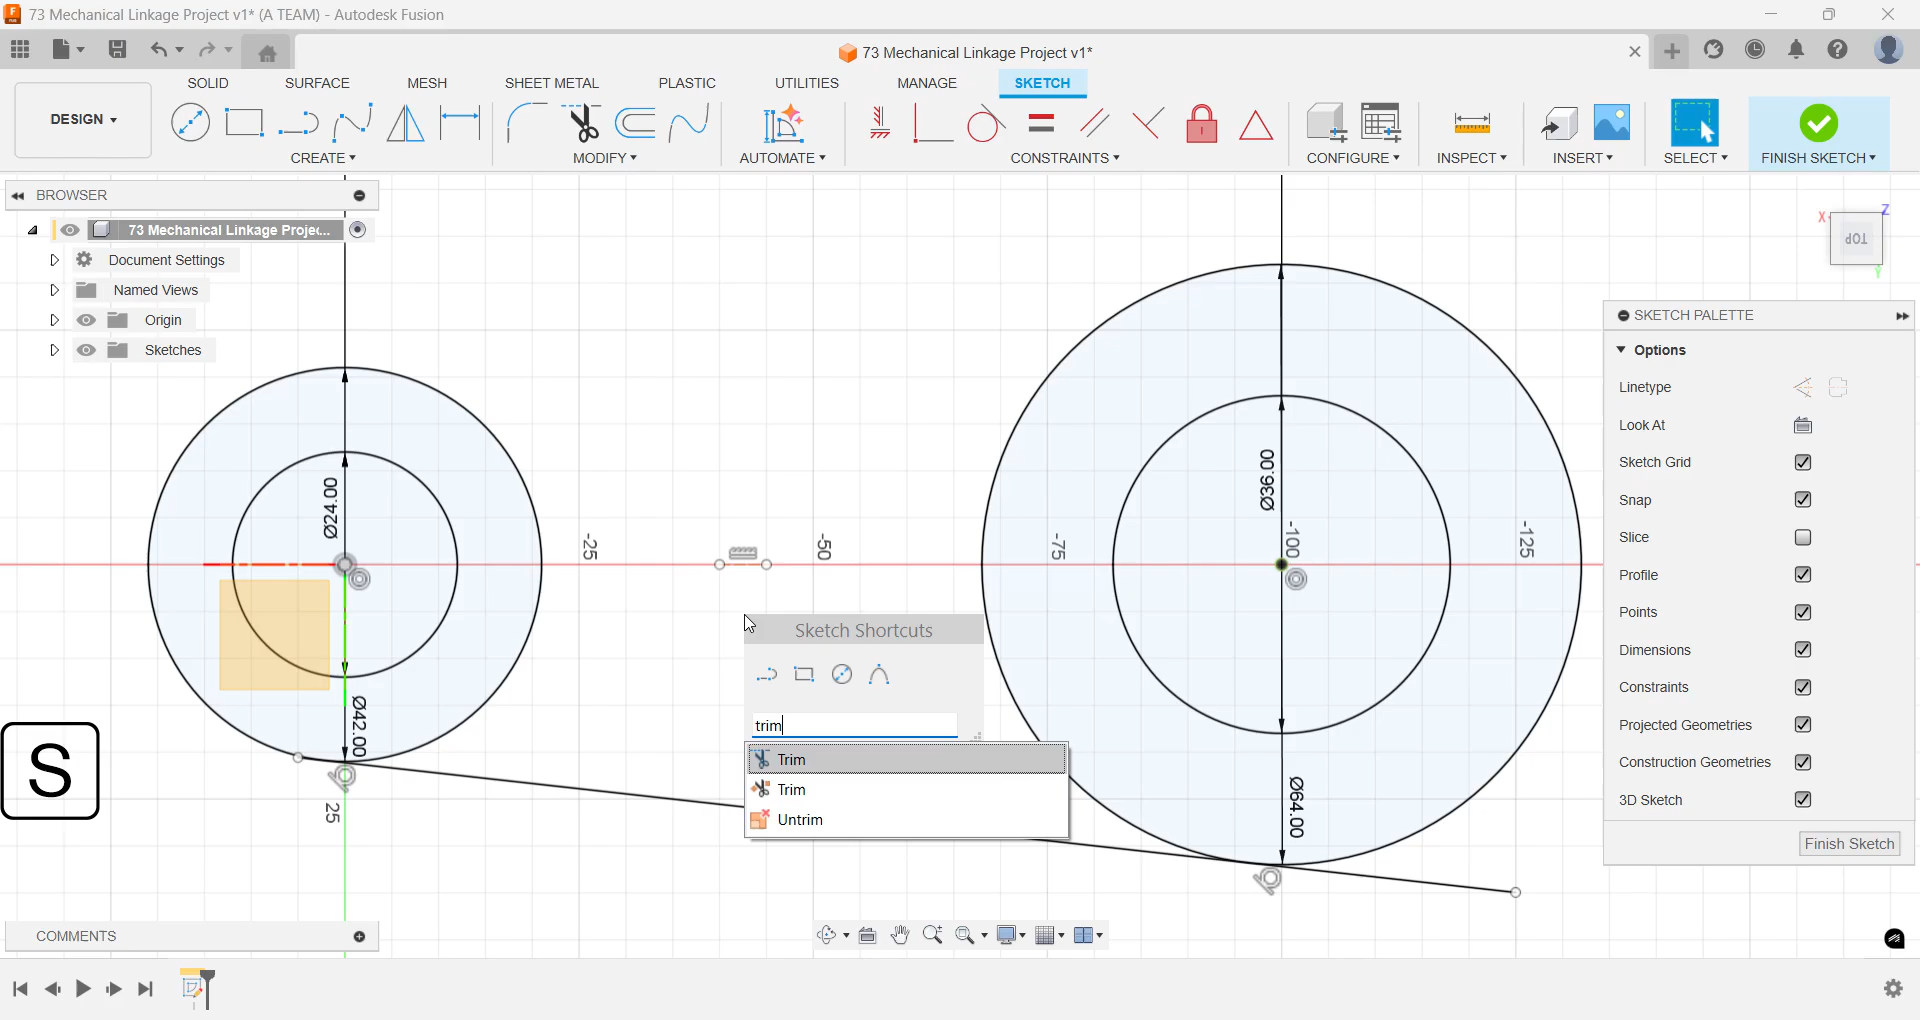 73 Mechanical Linkage Project v1* (A TEAM) - Autodesk Fusion
73 Mechanical Linkage Project v1*
SOLID SURFACE MESH SHEET METAL PLASTIC UTILITIES MANAGE SKETCH
DESIGN
CREATE MODIFY AUTOMATE CONSTRAINTS CONFIGURE INSPECT INSERT SELECT FINISH SKETCH
BROWSER
73 Mechanical Linkage Projec...
Document Settings
Named Views
Origin
Sketches
X
Z
TOP
Y
SKETCH PALETTE
Options
Linetype
Look At
Sketch Grid
Snap
Slice
Profile
Points
Dimensions
Constraints
Projected Geometries
Construction Geometries
3D Sketch
Finish Sketch
Ø24.00
Ø42.00
25
-25
-50
-75
-100
-125
Ø36.00
Ø64.00
Sketch Shortcuts
trim
Trim
Trim
Untrim
S
COMMENTS